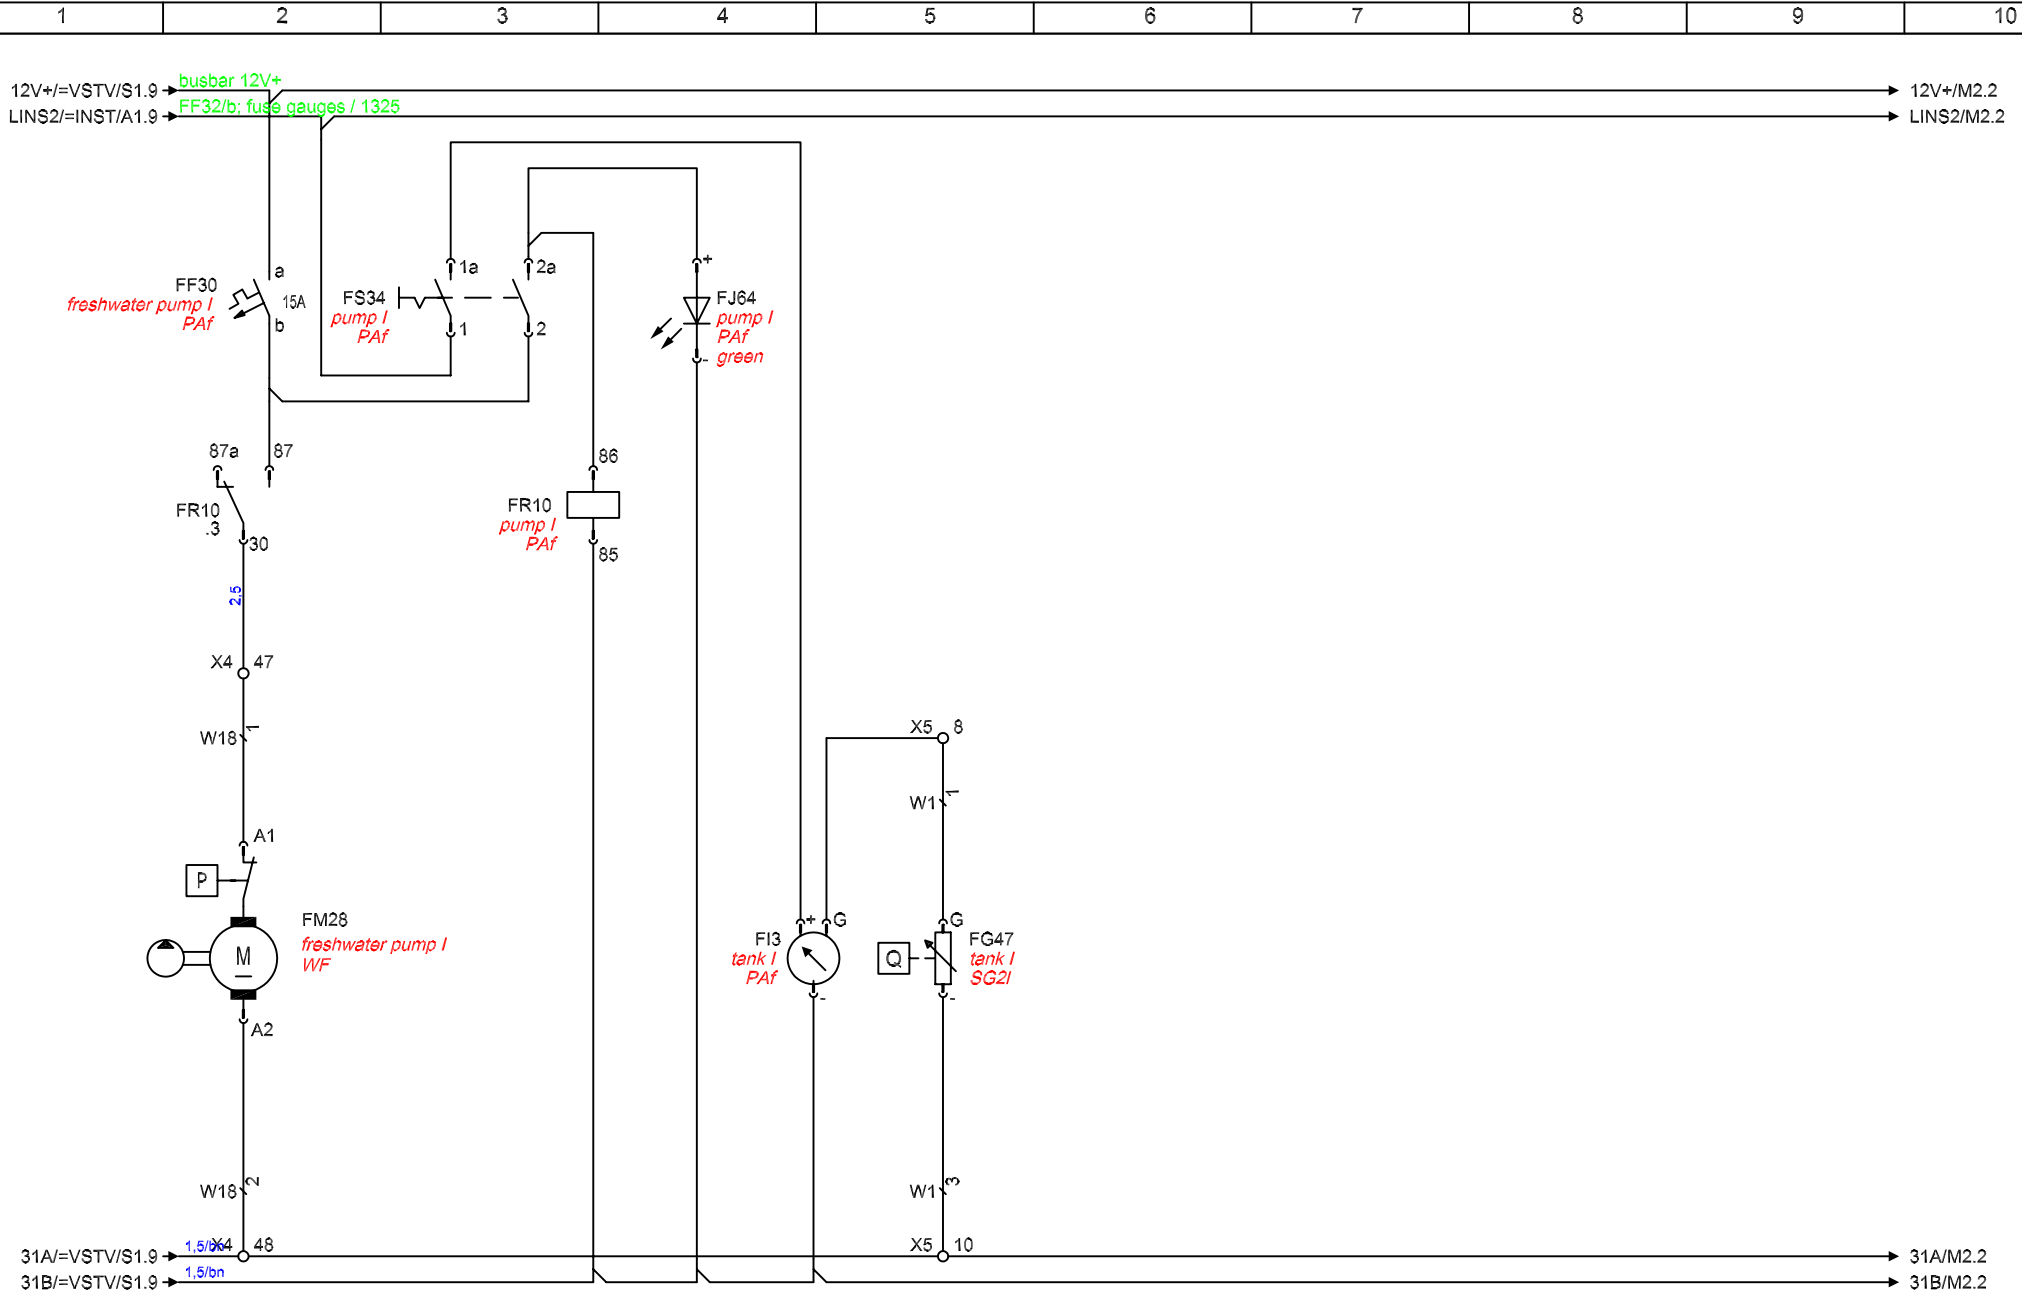 1 2 3 4 5 6 7 8 9 10
12V+/=VSTV/S1.9
busbar 12V+
12V+/M2.2
LINS2/=INST/A1.9
FF32/b; fuse gauges / 1325
LINS2/M2.2
FF30
freshwater pump I
PAf
a
15A
b
FS34
pump I
PAf
1a
1
2a
2
+
FJ64
pump I
PAf
green
-
87a
87
FR10
.3
30
86
FR10
pump I
PAf
85
2,5
X4
47
W18
1
A1
P
M
FM28
freshwater pump I
WF
A2
W18
2
X4
48
X5
8
W1
1
+
G
FI3
tank I
PAf
-
Q
G
FG47
tank I
SG2I
-
W1
3
X5
10
31A/=VSTV/S1.9
1,5/bn
31A/M2.2
31B/=VSTV/S1.9
1,5/bn
31B/M2.2